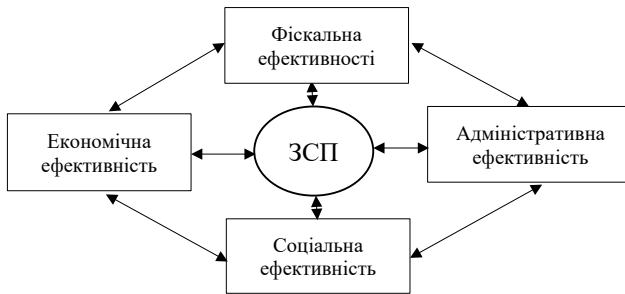 Фіскальна
ефективності
Економічна
ефективність
ЗСП
Адміністративна
ефективність
Соціальна
ефективність